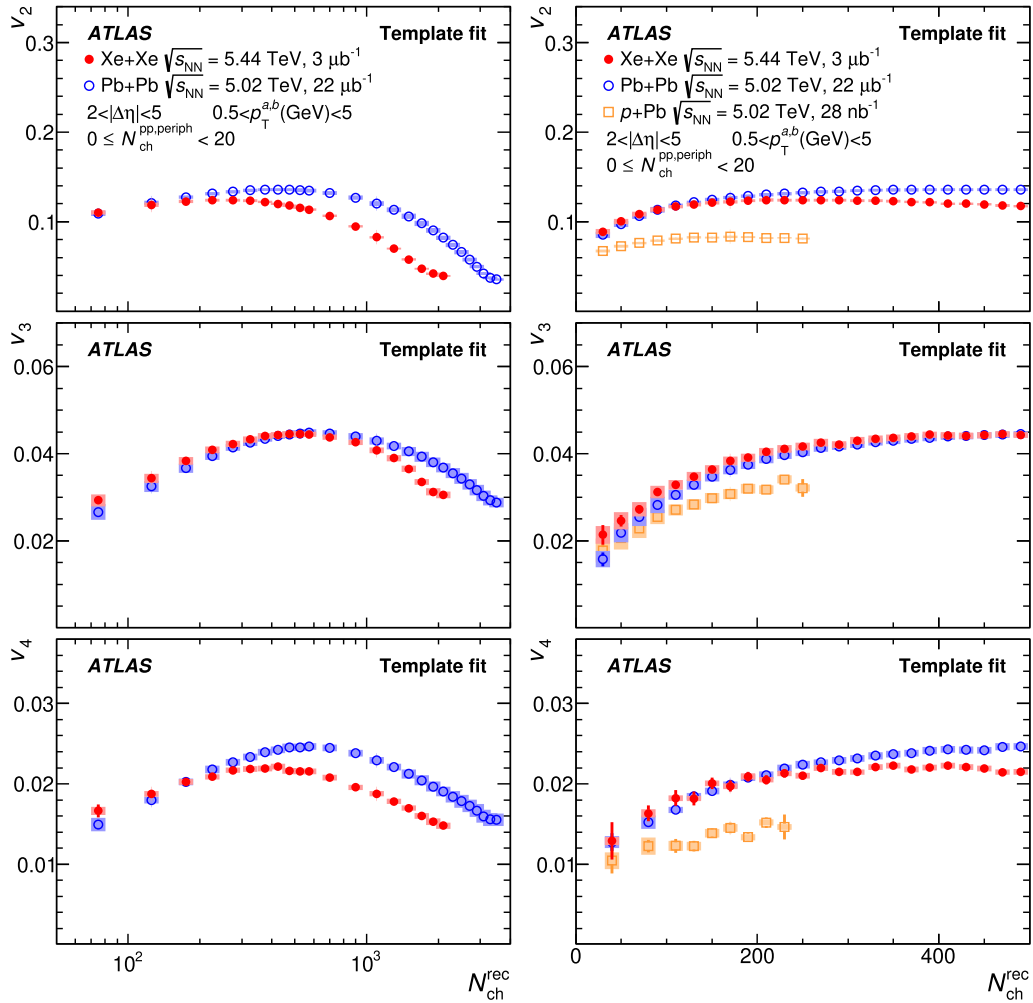 v2
ATLAS Template fit
Xe+Xe √sNN = 5.44 TeV, 3 μb-1
Pb+Pb √sNN = 5.02 TeV, 22 μb-1
2<|Δη|<5 0.5<pTa,b(GeV)<5
0 ≤ Nchpp,periph < 20
0.3
0.2
0.1
v2
ATLAS Template fit
Xe+Xe √sNN = 5.44 TeV, 3 μb-1
Pb+Pb √sNN = 5.02 TeV, 22 μb-1
p+Pb √sNN = 5.02 TeV, 28 nb-1
2<|Δη|<5 0.5<pTa,b(GeV)<5
0 ≤ Nchpp,periph < 20
0.3
0.2
0.1
v3
ATLAS Template fit
0.06
0.04
0.02
v3
ATLAS Template fit
0.06
0.04
0.02
v4
ATLAS Template fit
0.03
0.02
0.01
102 103
Nchrec
v4
ATLAS Template fit
0.03
0.02
0.01
0 200 400
Nchrec